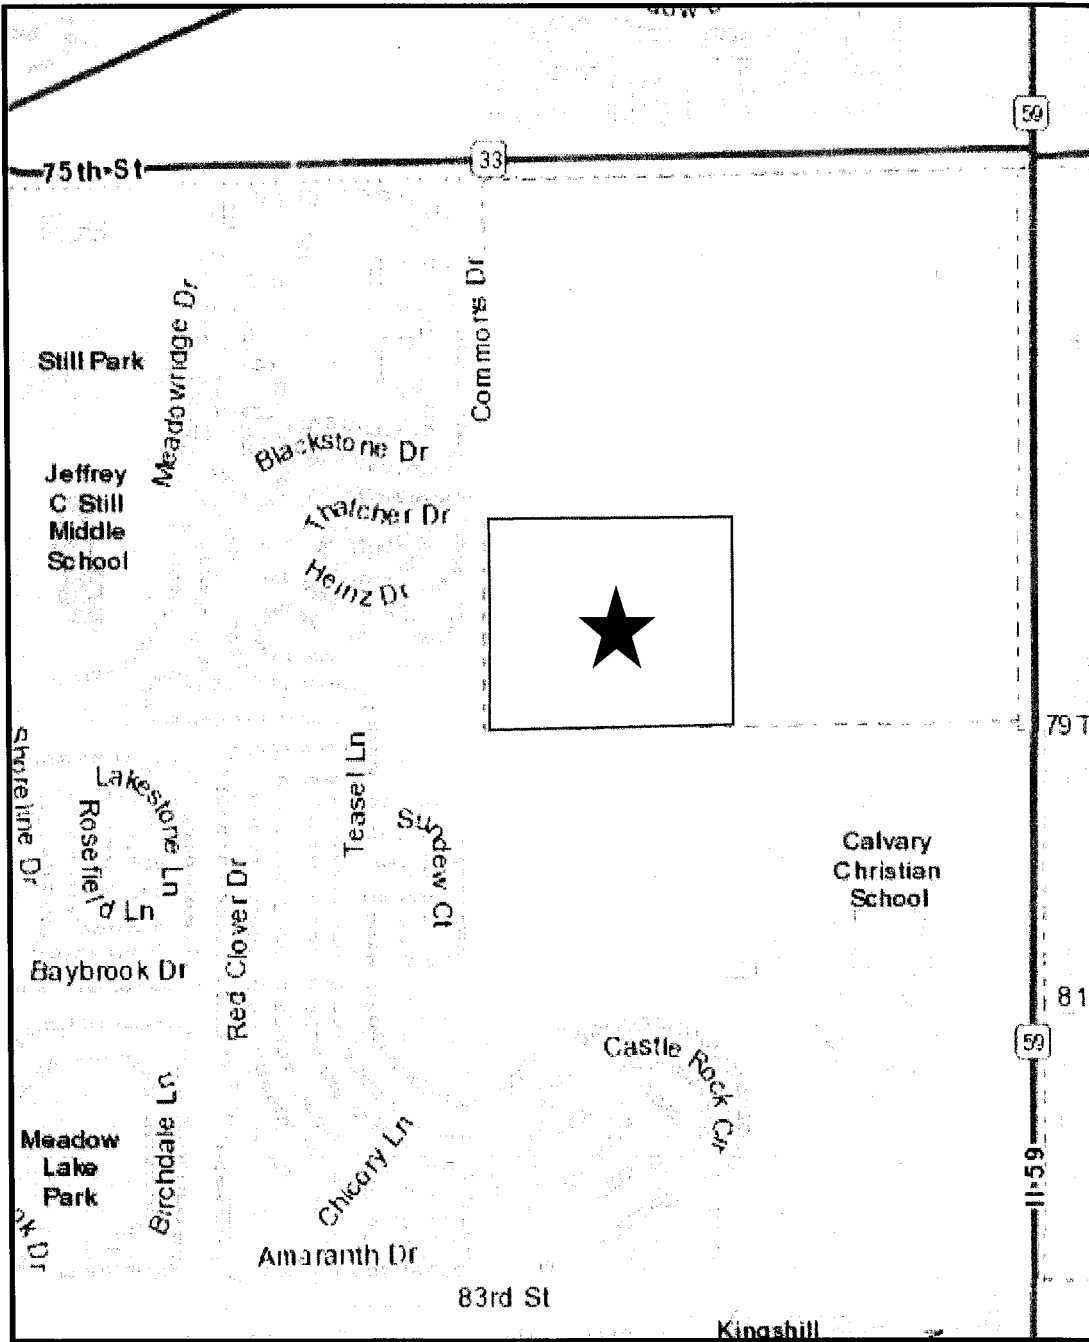 59
33
75th St
Commons Dr
Meadowridge Dr
Still Park
Blackstone Dr
Jeffrey
C Still
Middle
School
Thatcher Dr
Heinz Dr
79 T
Shoreline Dr
Lakestone Ln
Rosefield Ln
Teasel Ln
Sundew Ct
Calvary
Christian
School
Red Clover Dr
Baybrook Dr
81
59
Castle Rock Cir
Birchdale Ln
Meadow
Lake
Park
Chicory Ln
Il-59
ok Dr
Amaranth Dr
83rd St
Kingshill